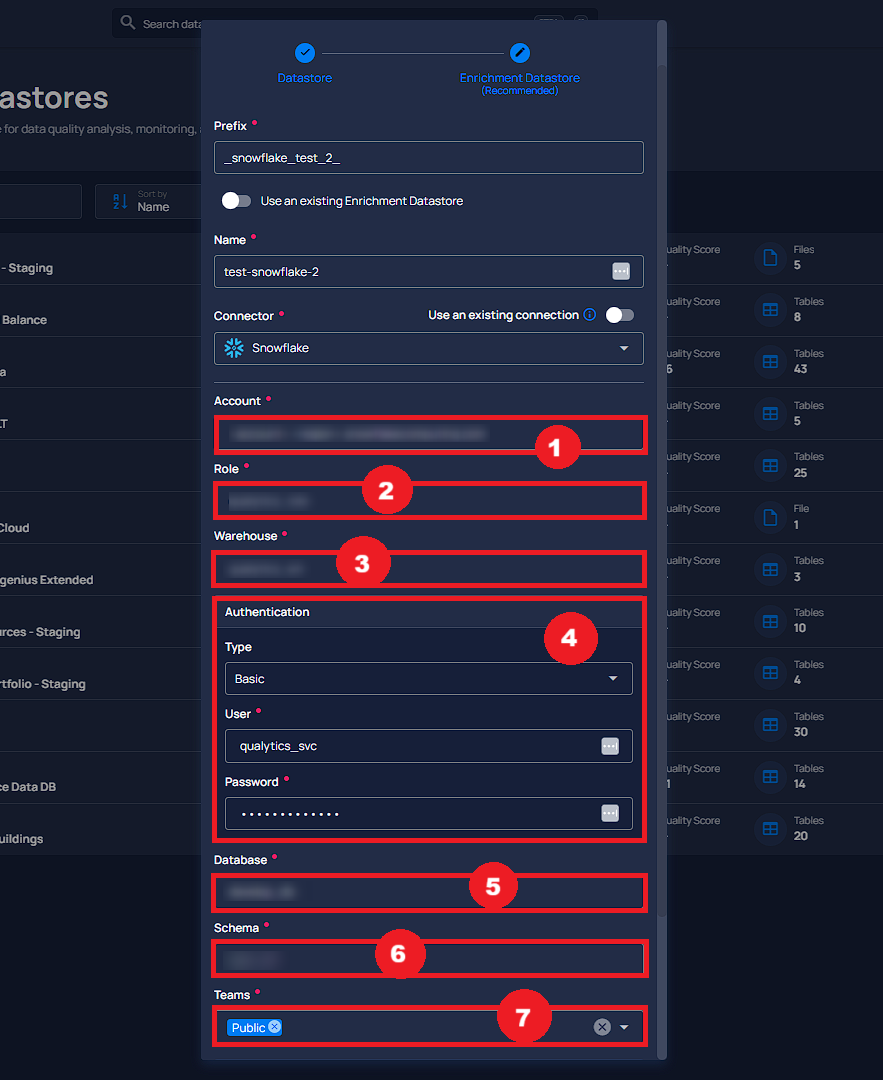 Search data
Datastore
Enrichment Datastore
(Recommended)
astores
e for data quality analysis, monitoring,
Prefix •
_snowflake_test_2_
Use an existing Enrichment Datastore
Sort by
Name
Name •
test-snowflake-2
Connector •
Use an existing connection
Snowflake
Account •
1
Role •
2
Warehouse •
3
Authentication
4
Type
Basic
User •
qualytics_svc
Password •
•••••••••••••
Database •
5
Schema •
6
Teams •
7
Public
- Staging
uality Score
Files
5
Balance
uality Score
Tables
8
a
uality Score
6
Tables
43
LT
uality Score
Tables
5
uality Score
Tables
25
Cloud
uality Score
File
1
genius Extended
uality Score
Tables
3
urces - Staging
uality Score
Tables
10
rtfolio - Staging
uality Score
Tables
4
uality Score
Tables
30
ce Data DB
uality Score
1
Tables
14
uildings
uality Score
Tables
20